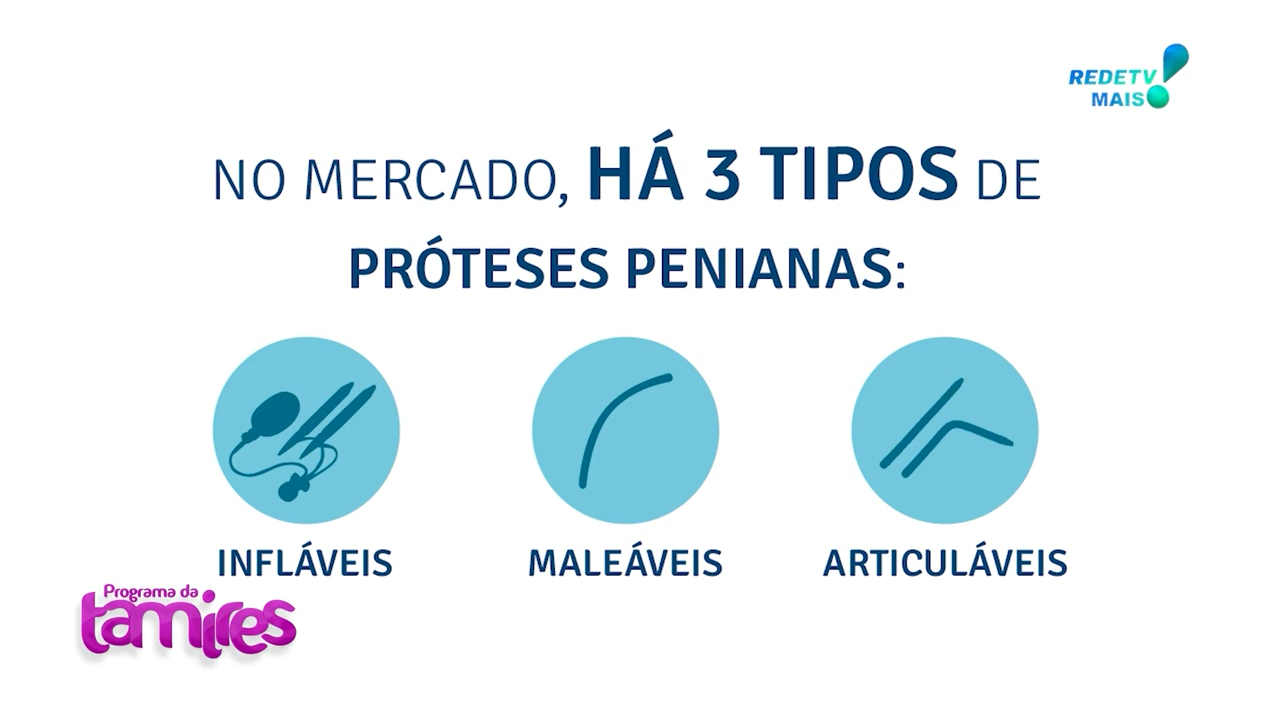 REDETV
MAIS
NO MERCADO, HÁ 3 TIPOS DE
PRÓTESES PENIANAS:
INFLÁVEIS
MALEÁVEIS
ARTICULÁVEIS
Programa da
tamires